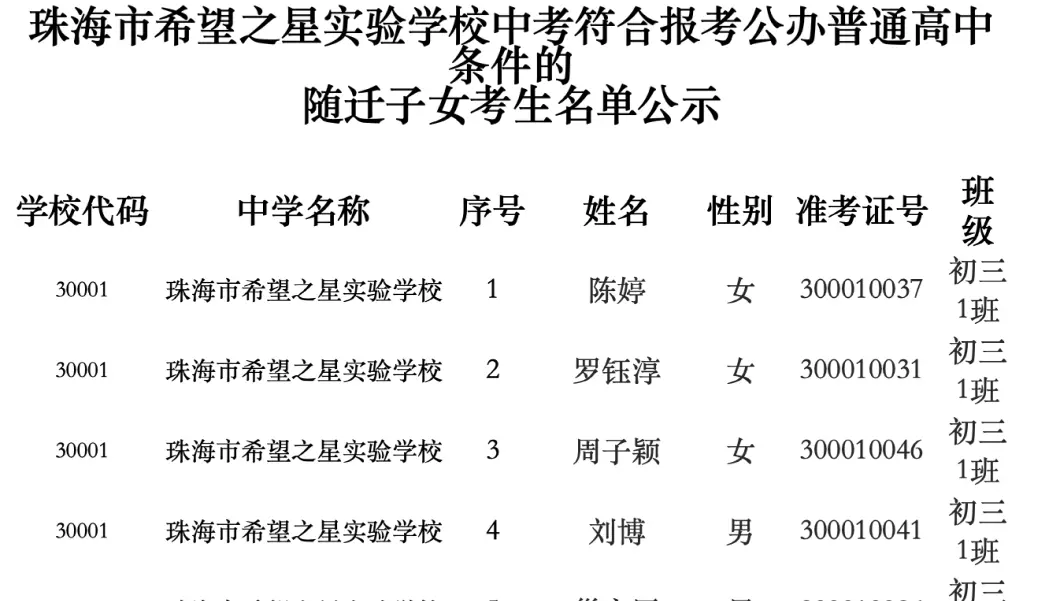 珠海市希望之星实验学校中考符合报考公办普通高中
条件的
随迁子女考生名单公示
学校代码 中学名称 序号 姓名 性别 准考证号 班级
30001 珠海市希望之星实验学校 1 陈婷 女 300010037 初三1班
30001 珠海市希望之星实验学校 2 罗钰淳 女 300010031 初三1班
30001 珠海市希望之星实验学校 3 周子颖 女 300010046 初三1班
30001 珠海市希望之星实验学校 4 刘博 男 300010041 初三1班
初三